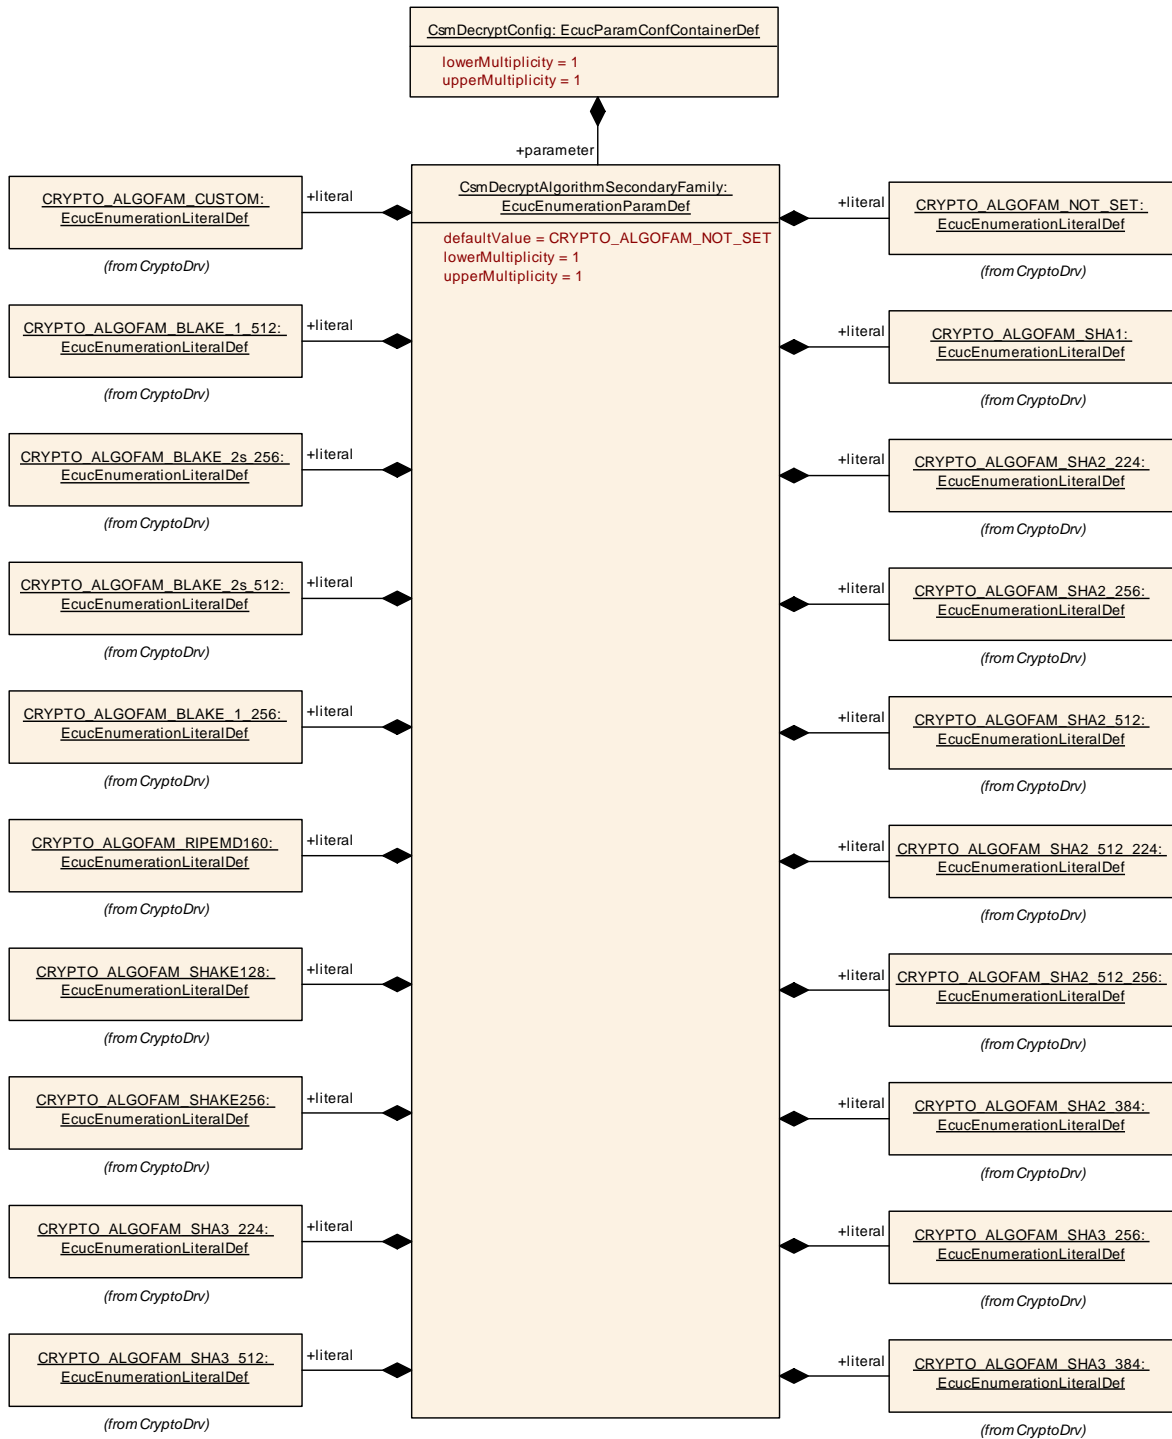 CsmDecryptConfig: EcucParamConfContainerDef
lowerMultiplicity = 1
upperMultiplicity = 1
+parameter
CsmDecryptAlgorithmSecondaryFamily:
EcucEnumerationParamDef
defaultValue = CRYPTO_ALGOFAM_NOT_SET
lowerMultiplicity = 1
upperMultiplicity = 1
CRYPTO_ALGOFAM_CUSTOM:
EcucEnumerationLiteralDef
+literal
(from CryptoDrv)
CRYPTO_ALGOFAM_BLAKE_1_512:
EcucEnumerationLiteralDef
+literal
(from CryptoDrv)
CRYPTO_ALGOFAM_BLAKE_2s_256:
EcucEnumerationLiteralDef
+literal
(from CryptoDrv)
CRYPTO_ALGOFAM_BLAKE_2s_512:
EcucEnumerationLiteralDef
+literal
(from CryptoDrv)
CRYPTO_ALGOFAM_BLAKE_1_256:
EcucEnumerationLiteralDef
+literal
(from CryptoDrv)
CRYPTO_ALGOFAM_RIPEMD160:
EcucEnumerationLiteralDef
+literal
(from CryptoDrv)
CRYPTO_ALGOFAM_SHAKE128:
EcucEnumerationLiteralDef
+literal
(from CryptoDrv)
CRYPTO_ALGOFAM_SHAKE256:
EcucEnumerationLiteralDef
+literal
(from CryptoDrv)
CRYPTO_ALGOFAM_SHA3_224:
EcucEnumerationLiteralDef
+literal
(from CryptoDrv)
CRYPTO_ALGOFAM_SHA3_512:
EcucEnumerationLiteralDef
+literal
(from CryptoDrv)
+literal
CRYPTO_ALGOFAM_NOT_SET:
EcucEnumerationLiteralDef
(from CryptoDrv)
+literal
CRYPTO_ALGOFAM_SHA1:
EcucEnumerationLiteralDef
(from CryptoDrv)
+literal
CRYPTO_ALGOFAM_SHA2_224:
EcucEnumerationLiteralDef
(from CryptoDrv)
+literal
CRYPTO_ALGOFAM_SHA2_256:
EcucEnumerationLiteralDef
(from CryptoDrv)
+literal
CRYPTO_ALGOFAM_SHA2_512:
EcucEnumerationLiteralDef
(from CryptoDrv)
+literal
CRYPTO_ALGOFAM_SHA2_512_224:
EcucEnumerationLiteralDef
(from CryptoDrv)
+literal
CRYPTO_ALGOFAM_SHA2_512_256:
EcucEnumerationLiteralDef
(from CryptoDrv)
+literal
CRYPTO_ALGOFAM_SHA2_384:
EcucEnumerationLiteralDef
(from CryptoDrv)
+literal
CRYPTO_ALGOFAM_SHA3_256:
EcucEnumerationLiteralDef
(from CryptoDrv)
+literal
CRYPTO_ALGOFAM_SHA3_384:
EcucEnumerationLiteralDef
(from CryptoDrv)